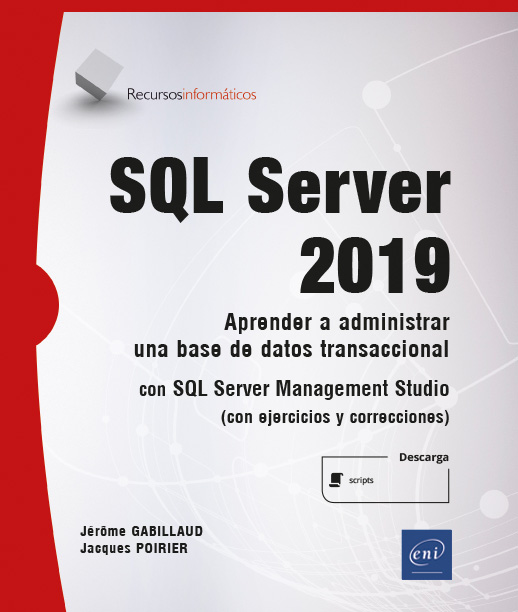 Recursosinformáticos
SQL Server
2019
Aprender a administrar
una base de datos transaccional
con SQL Server Management Studio
(con ejercicios y correcciones)
Descarga
scripts
Jérôme GABILLAUD
Jacques POIRIER
eni